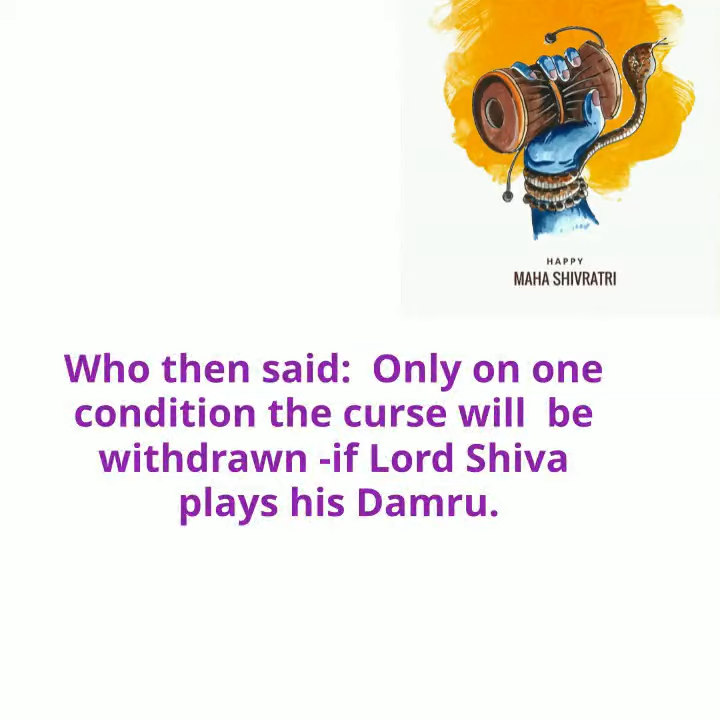 HAPPY
MAHA SHIVRATRI
Who then said:  Only on one
condition the curse will  be
withdrawn -if Lord Shiva
plays his Damru.